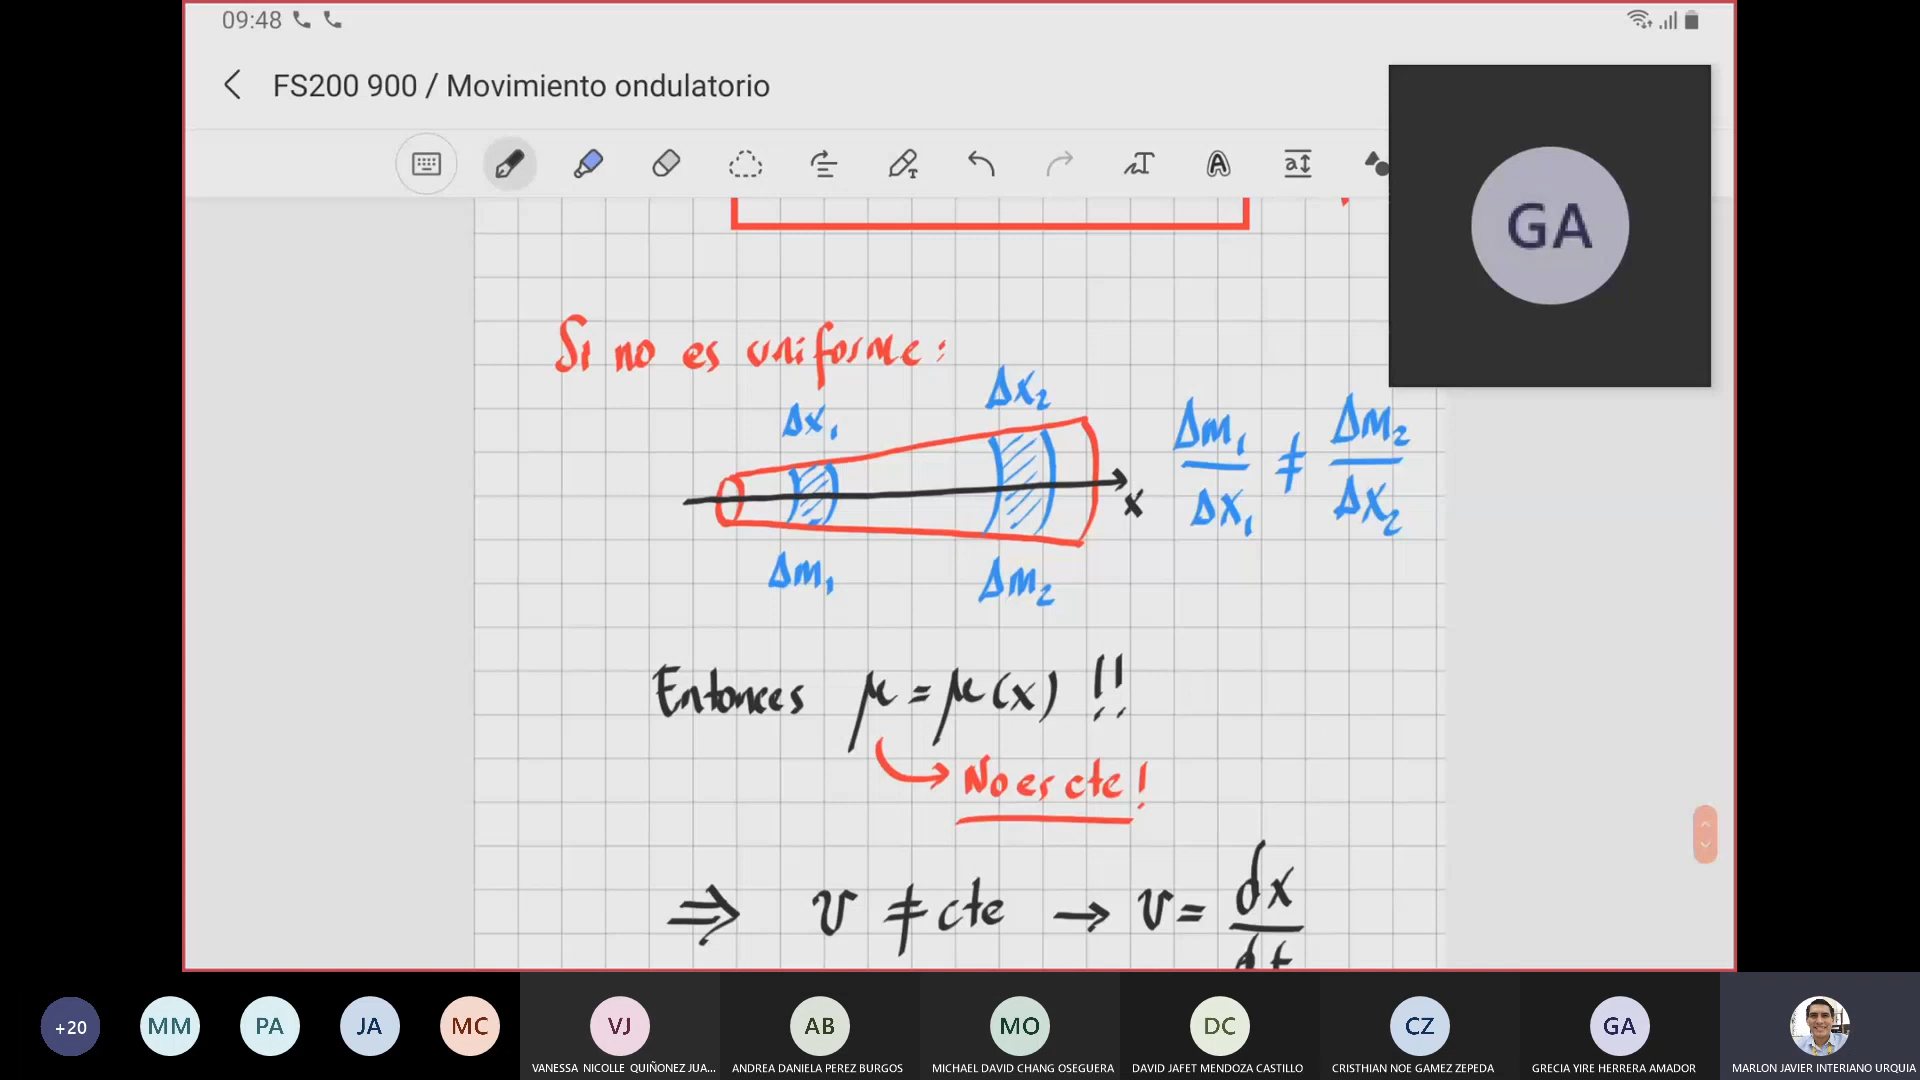 09:48
FS200 900 / Movimiento ondulatorio
GA
Si no es uniforme:
Δx₁
Δx₂
Δm₁/Δx₁ ≠ Δm₂/Δx₂
x
Δm₁
Δm₂
Entonces μ = μ(x) !!
No es cte!
⇒ v ≠ cte → v = dx/dt
+20
MM
PA
JA
MC
VJ
AB
MO
DC
CZ
GA
VANESSA NICOLLE QUIÑONEZ JUA...
ANDREA DANIELA PEREZ BURGOS
MICHAEL DAVID CHANG OSEGUERA
DAVID JAFET MENDOZA CASTILLO
CRISTHIAN NOE GAMEZ ZEPEDA
GRECIA YIRE HERRERA AMADOR
MARLON JAVIER INTERIANO URQUIA